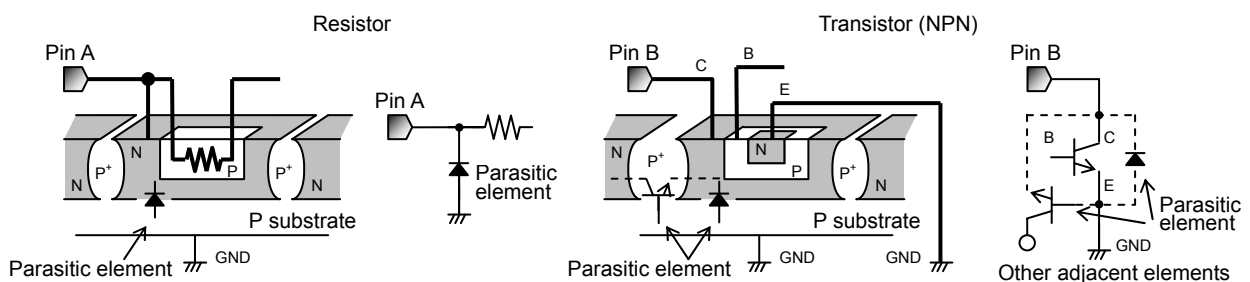 Resistor
Pin A
N
P+
N
P
P+
N
P substrate
GND
Parasitic element
Pin A
Parasitic
element
Transistor (NPN)
Pin B
C
B
E
N
P+
N
P
P+
N
P substrate
GND
GND
Parasitic element
Pin B
B
C
E
Parasitic
element
GND
Other adjacent elements